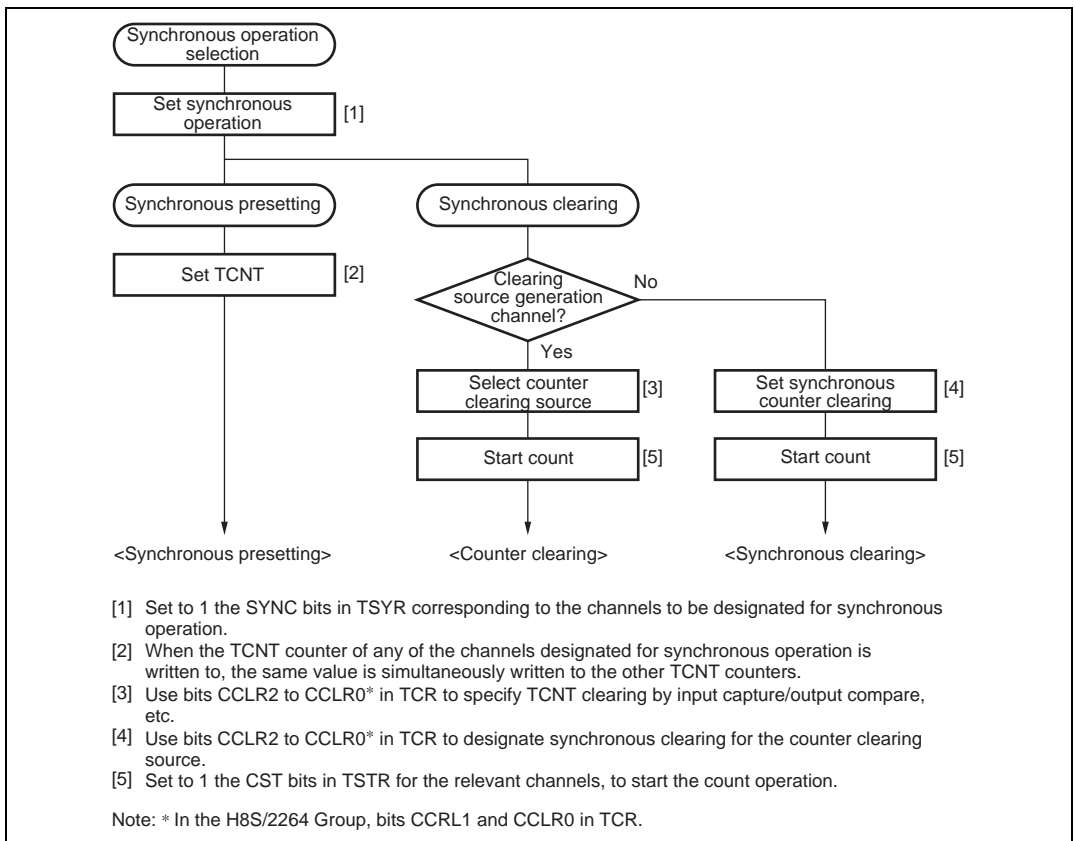 Synchronous operation
selection
Set synchronous
operation
[1]
Synchronous presetting
Synchronous clearing
Set TCNT
[2]
Clearing
source generation
channel?
No
Yes
Select counter
clearing source
[3]
Set synchronous
counter clearing
[4]
Start count
[5]
Start count
[5]
<Synchronous presetting>
<Counter clearing>
<Synchronous clearing>
[1] Set to 1 the SYNC bits in TSYR corresponding to the channels to be designated for synchronous
operation.
[2] When the TCNT counter of any of the channels designated for synchronous operation is
written to, the same value is simultaneously written to the other TCNT counters.
[3] Use bits CCLR2 to CCLR0* in TCR to specify TCNT clearing by input capture/output compare,
etc.
[4] Use bits CCLR2 to CCLR0* in TCR to designate synchronous clearing for the counter clearing
source.
[5] Set to 1 the CST bits in TSTR for the relevant channels, to start the count operation.
Note: * In the H8S/2264 Group, bits CCRL1 and CCLR0 in TCR.